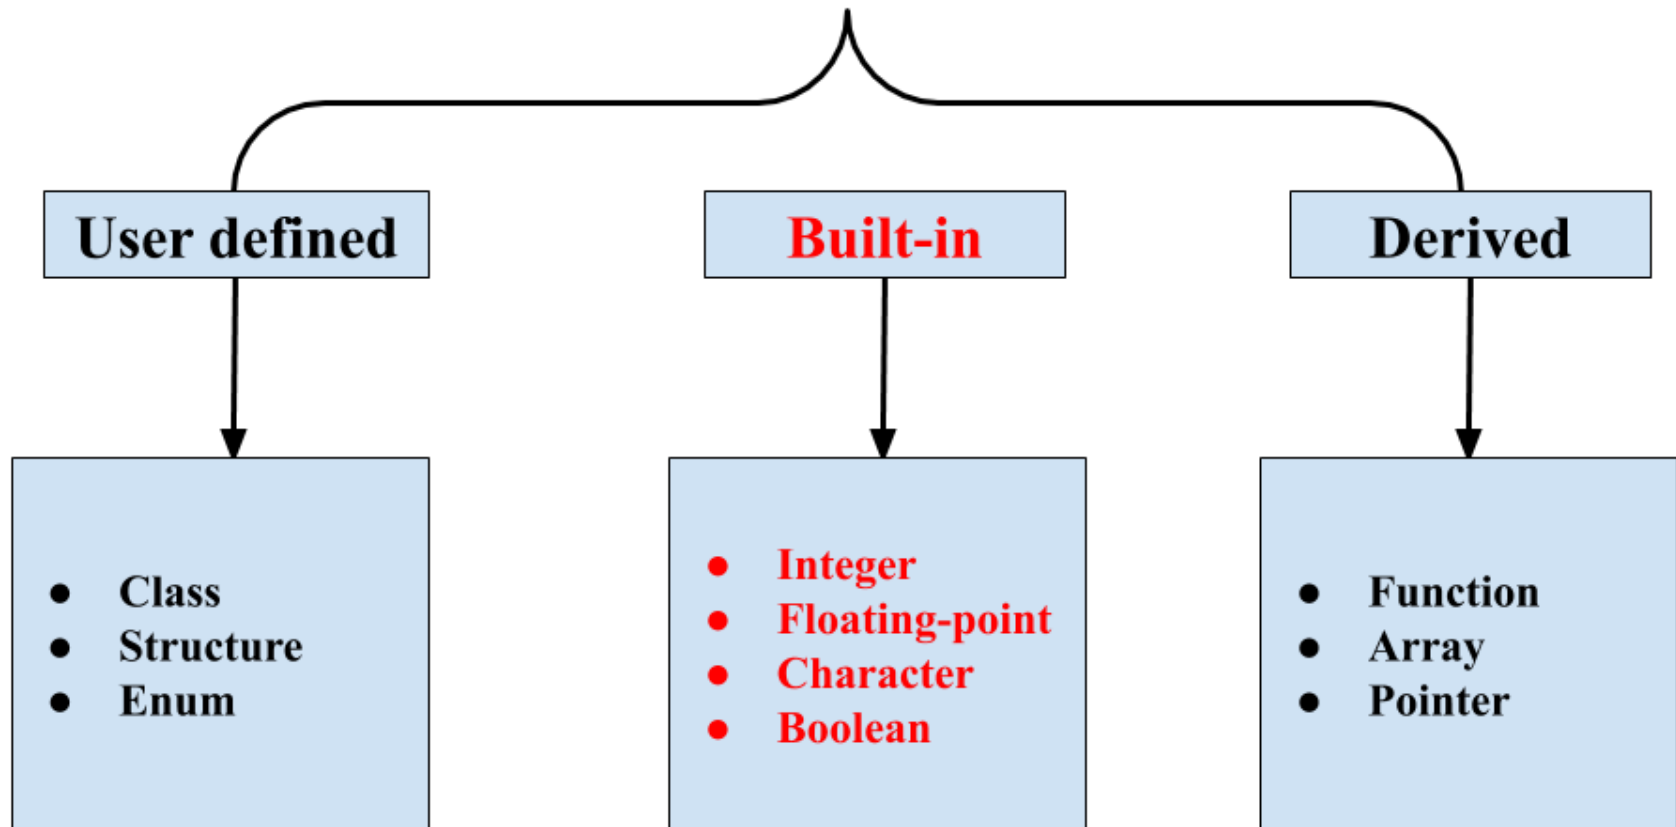 User defined
Built-in
Derived
● Class
● Structure
● Enum
● Integer
● Floating-point
● Character
● Boolean
● Function
● Array
● Pointer